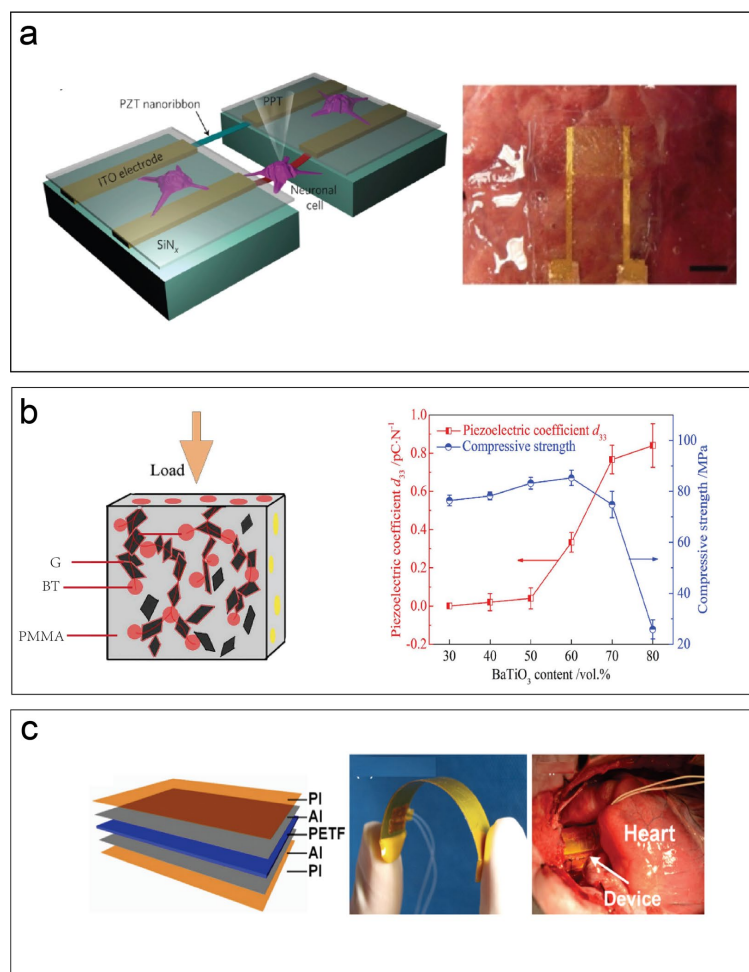 a
PZT nanoribbon
PPT
ITO electrode
Neuronal
cell
SiNₓ
b
Load
G
BT
PMMA
Piezoelectric coefficient d₃₃ /pC·N⁻¹
1.0
0.8
0.6
0.4
0.2
0.0
-0.2
Piezoelectric coefficient d₃₃
Compressive strength
100
80
60
40
20
Compressive strength /MPa
30 40 50 60 70 80
BaTiO₃ content /vol.%
c
PI
Al
PETF
Al
PI
Heart
Device